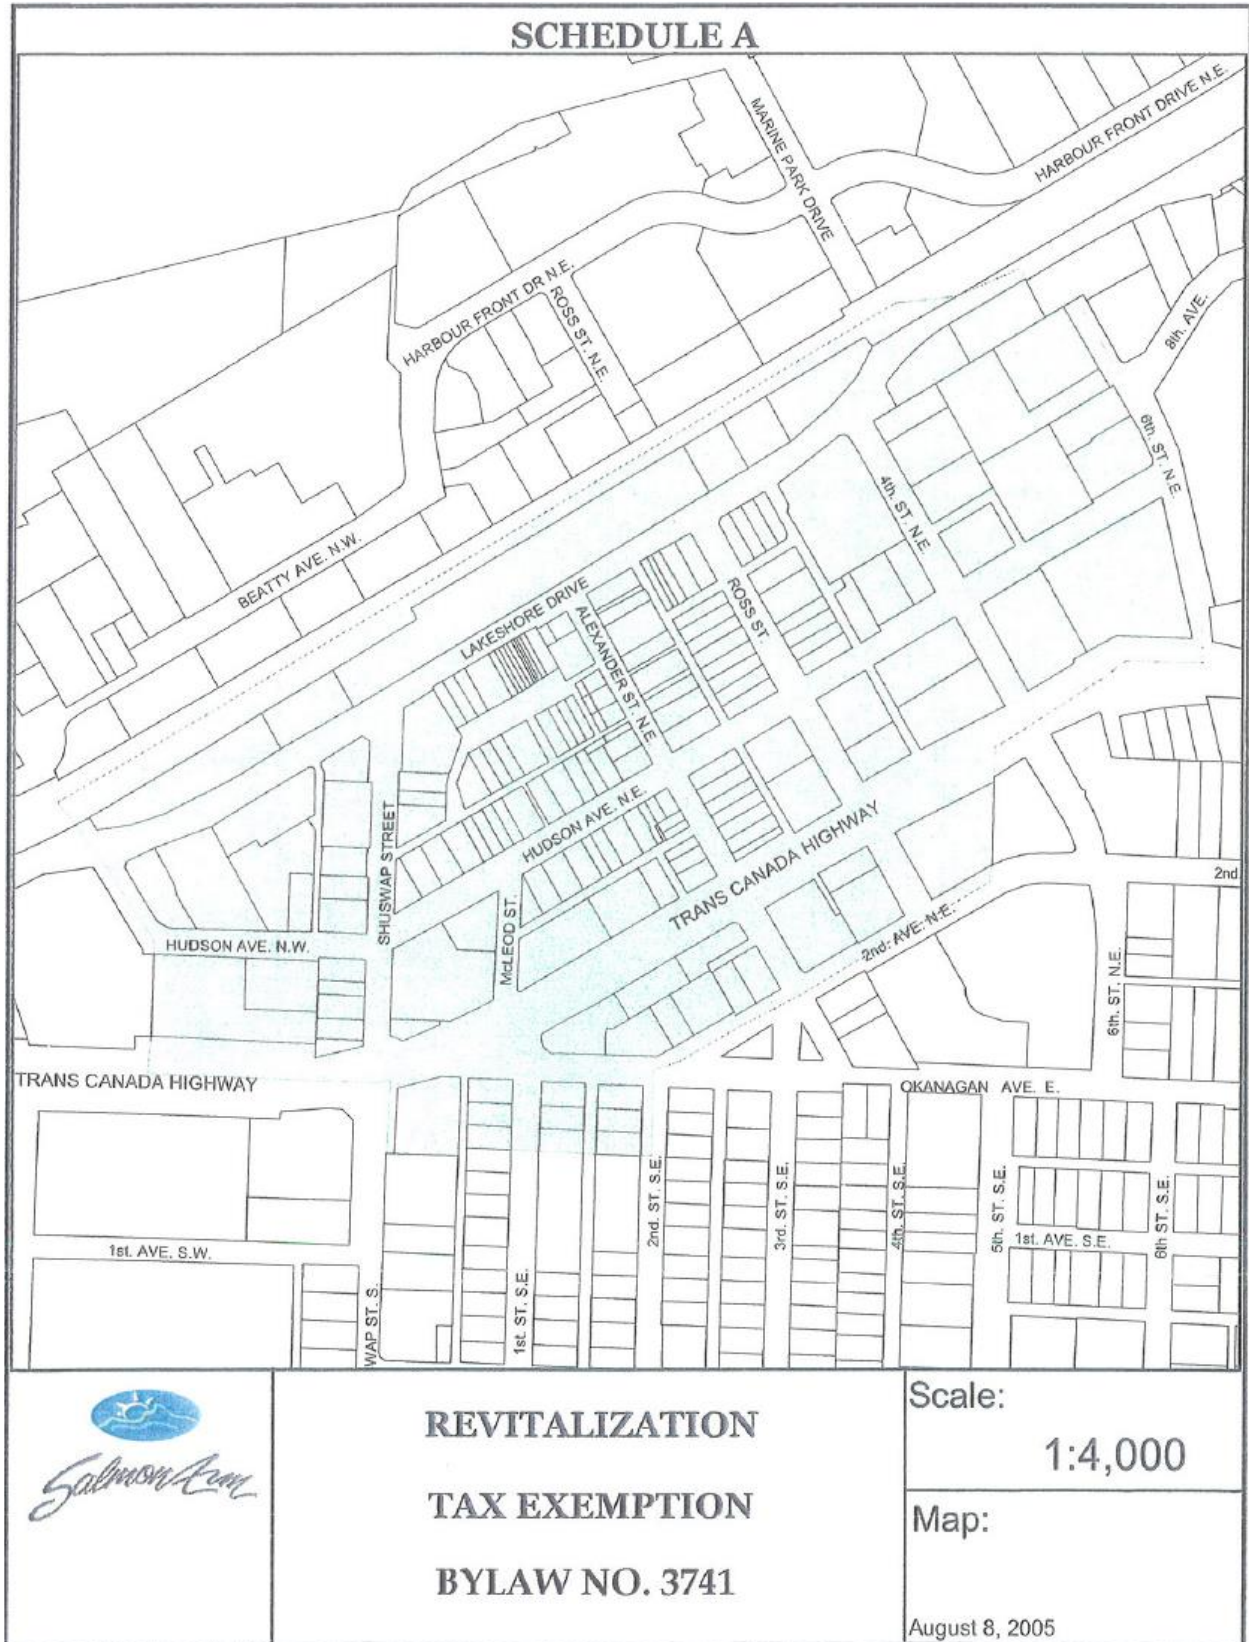 SCHEDULE A
MARINE PARK DRIVE
HARBOUR FRONT DRIVE N.E.
HARBOUR FRONT DR N.E.
ROSS ST. N.E.
8th. AVE.
6th. ST. N.E.
4th. ST. N.E.
BEATTY AVE. N.W.
LAKESHORE DRIVE
ALEXANDER ST. N.E.
ROSS ST
SHUSWAP STREET
HUDSON AVE. N.E.
TRANS CANADA HIGHWAY
2nd
McLEOD ST.
HUDSON AVE. N.W.
2nd. AVE. N.E.
6th. ST. N.E.
TRANS CANADA HIGHWAY
OKANAGAN AVE. E.
2nd. ST. S.E.
3rd. ST. S.E.
4th. ST. S.E.
5th. ST. S.E.
6th ST. S.E.
1st. AVE. S.W.
1st. AVE. S.E.
WAP ST. S.
1st. ST. S.E.
Salmon Arm
REVITALIZATION
TAX EXEMPTION
BYLAW NO. 3741
Scale:
1:4,000
Map:
August 8, 2005